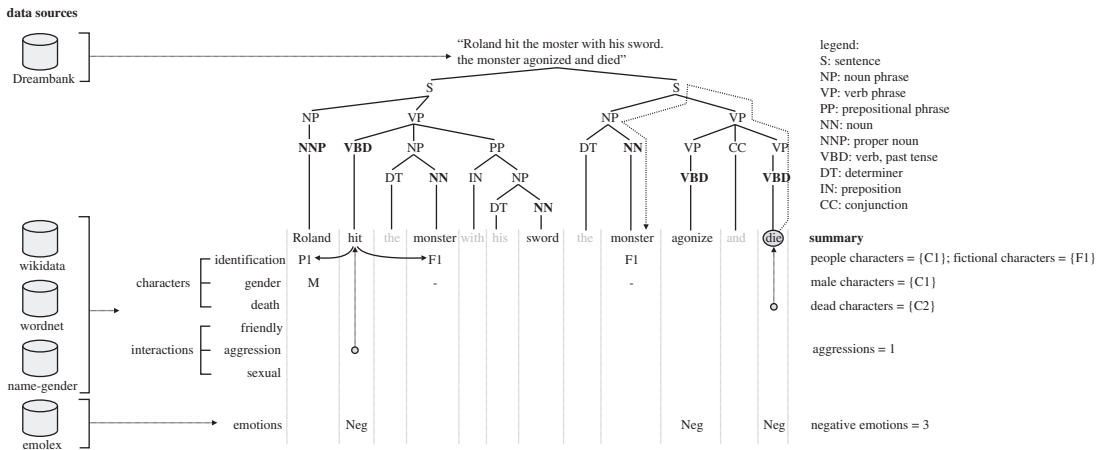 data sources
Dreambank
“Roland hit the moster with his sword.
the monster agonized and died”
legend:
S: sentence
NP: noun phrase
VP: verb phrase
PP: prepositional phrase
NN: noun
NNP: proper noun
VBD: verb, past tense
DT: determiner
IN: preposition
CC: conjunction
S S
NP VP NP VP
NNP VBD NP PP DT NN VP CC VP
DT NN IN NP VBD VBD
DT NN
Roland hit the monster with his sword the monster agonize and die
summary
wikidata
wordnet
name-gender
emolex
characters
identification P1 F1 F1 people characters = {C1}; fictional characters = {F1}
gender M - - male characters = {C1}
death dead characters = {C2}
interactions
friendly
aggression aggressions = 1
sexual
emotions Neg Neg Neg negative emotions = 3